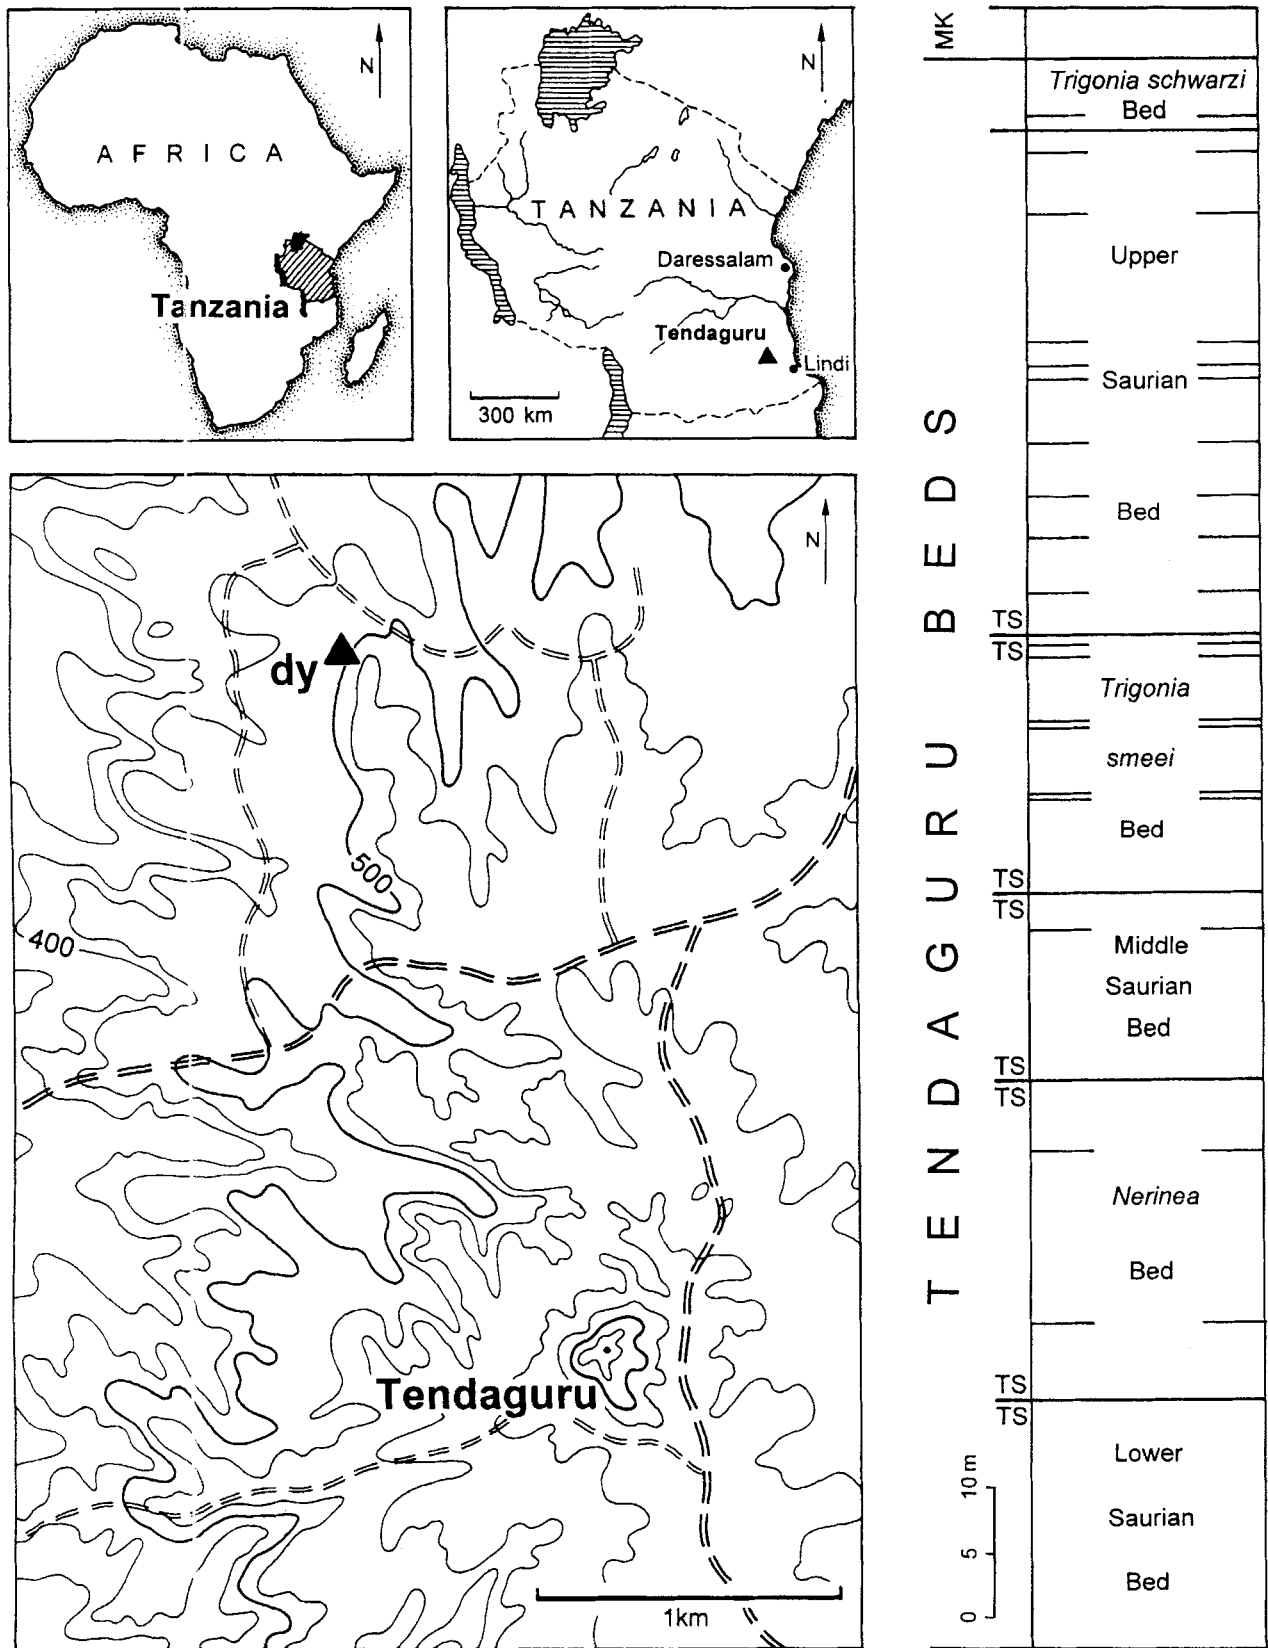 N
AFRICA
Tanzania
N
TANZANIA
Daressalam
Tendaguru
Lindi
300 km
N
dy
500
400
Tendaguru
1km
TENDAGURU BEDS
MK
Trigonia schwarzi
Bed
Upper
Saurian
Bed
TS
TS
Trigonia
smeei
Bed
TS
TS
Middle
Saurian
Bed
TS
TS
Nerinea
Bed
TS
TS
Lower
Saurian
Bed
10 m
5
0